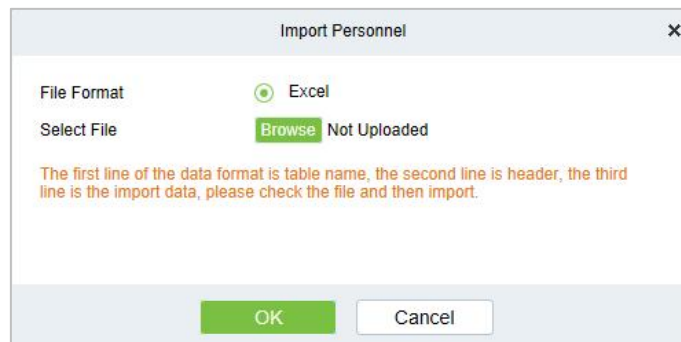 Import Personnel ×
File Format Excel
Select File Browse Not Uploaded
The first line of the data format is table name, the second line is header, the third
line is the import data, please check the file and then import.
OK Cancel